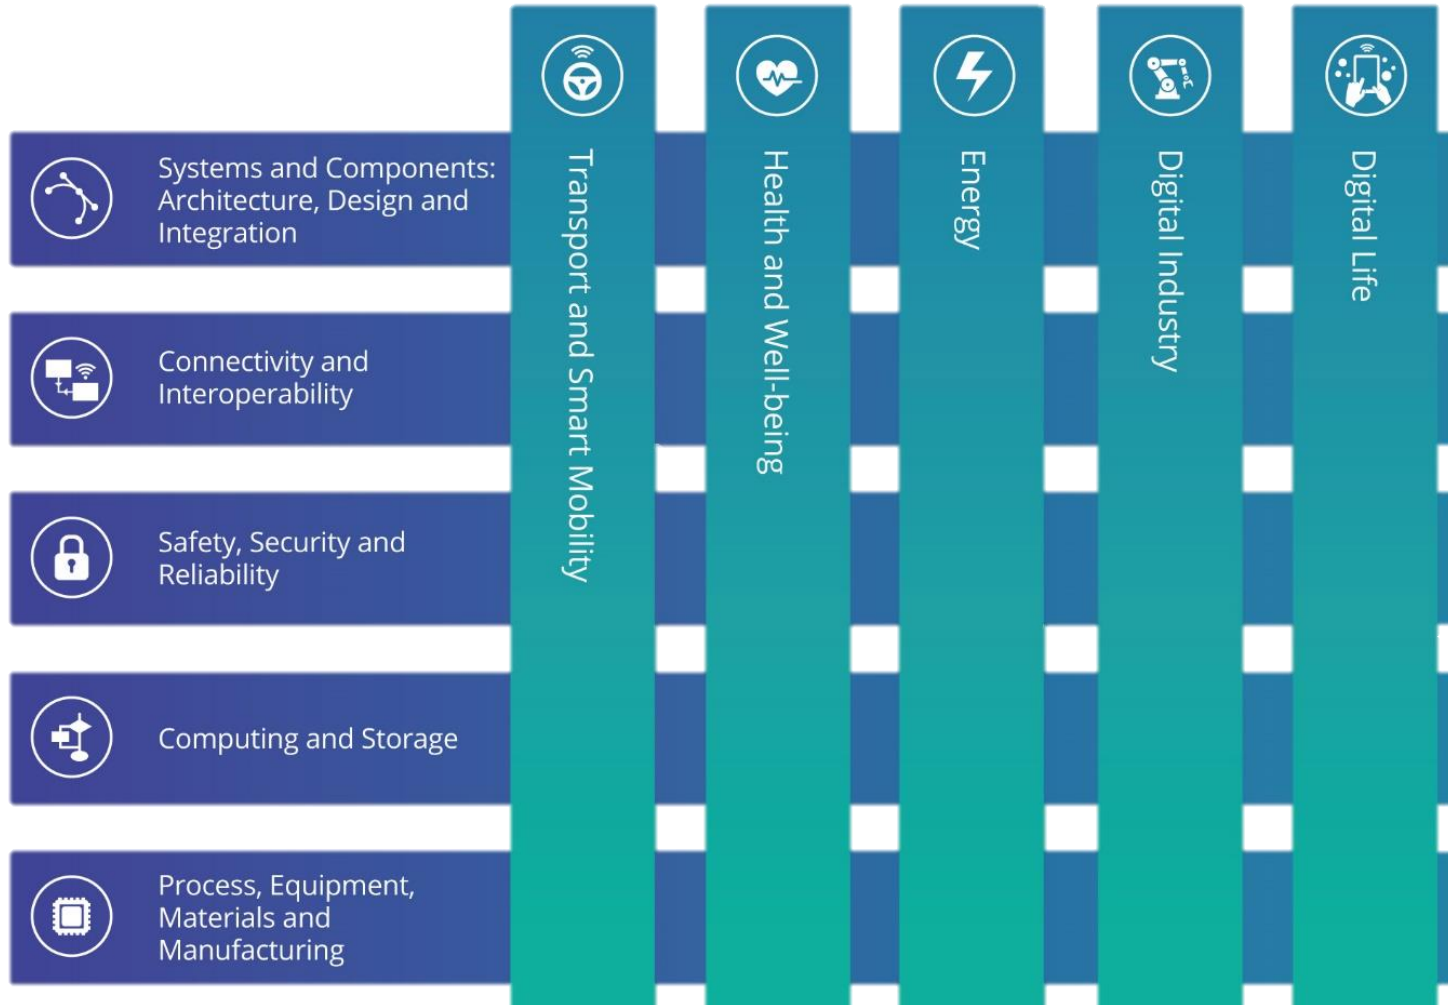 Transport and Smart Mobility
Health and Well-being
Energy
Digital Industry
Digital Life
Systems and Components:
Architecture, Design and
Integration
Connectivity and
Interoperability
Safety, Security and
Reliability
Computing and Storage
Process, Equipment,
Materials and
Manufacturing